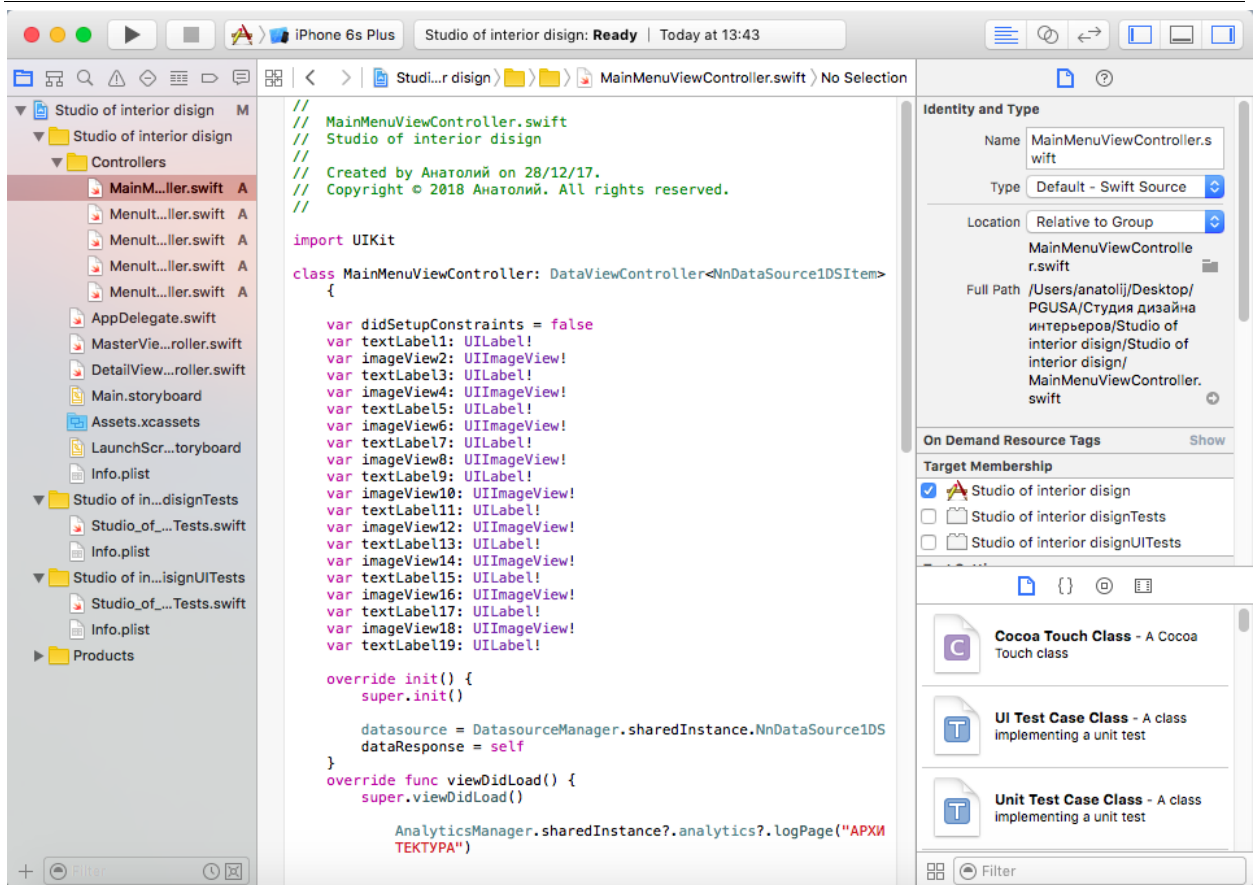 iPhone 6s Plus
Studio of interior disign: Ready | Today at 13:43
Studi...r disign
MainMenuViewController.swift
No Selection
Studio of interior disign M
Studio of interior disign
Controllers
MainM...ller.swift A
MenuIt...ller.swift A
MenuIt...ller.swift A
MenuIt...ller.swift A
MenuIt...ller.swift A
AppDelegate.swift
MasterVie...roller.swift
DetailView...roller.swift
Main.storyboard
Assets.xcassets
LaunchScr...toryboard
Info.plist
Studio of in...disignTests
Studio_of_...Tests.swift
Info.plist
Studio of in...isignUITests
Studio_of_...Tests.swift
Info.plist
Products
Filter
//
// MainMenuViewController.swift
// Studio of interior disign
//
// Created by Анатолий on 28/12/17.
// Copyright © 2018 Анатолий. All rights reserved.
//
import UIKit
class MainMenuViewController: DataViewController<NnDataSource1DSItem>
{
var didSetupConstraints = false
var textLabel1: UILabel!
var imageView2: UIImageView!
var textLabel3: UILabel!
var imageView4: UIImageView!
var textLabel5: UILabel!
var imageView6: UIImageView!
var textLabel7: UILabel!
var imageView8: UIImageView!
var textLabel9: UILabel!
var imageView10: UIImageView!
var textLabel11: UILabel!
var imageView12: UIImageView!
var textLabel13: UILabel!
var imageView14: UIImageView!
var textLabel15: UILabel!
var imageView16: UIImageView!
var textLabel17: UILabel!
var imageView18: UIImageView!
var textLabel19: UILabel!
override init() {
super.init()
datasource = DatasourceManager.sharedInstance.NnDataSource1DS
dataResponse = self
}
override func viewDidLoad() {
super.viewDidLoad()
AnalyticsManager.sharedInstance?.analytics?.logPage("АРХИ
ТЕКТУРА")
Identity and Type
Name MainMenuViewController.s
wift
Type Default - Swift Source
Location Relative to Group
MainMenuViewControlle
r.swift
Full Path /Users/anatolij/Desktop/
PGUSA/Студия дизайна
интерьеров/Studio of
interior disign/Studio of
interior disign/
MainMenuViewController.
swift
On Demand Resource Tags Show
Target Membership
Studio of interior disign
Studio of interior disignTests
Studio of interior disignUITests
{}
C
Cocoa Touch Class - A Cocoa
Touch class
T
UI Test Case Class - A class
implementing a unit test
T
Unit Test Case Class - A class
implementing a unit test
Filter